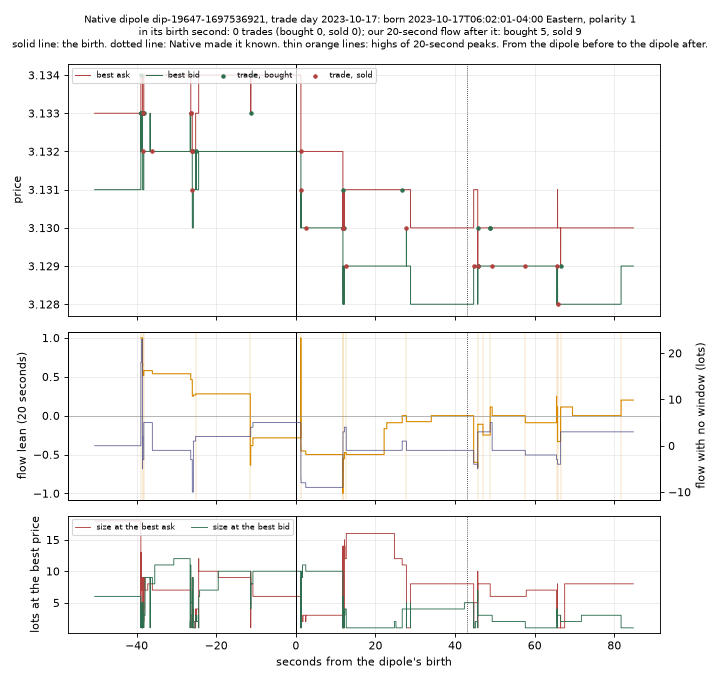 Native dipole dip-19647-1697536921, trade day 2023-10-17: born 2023-10-17T06:02:01-04:00 Eastern, polarity 1
in its birth second: 0 trades (bought 0, sold 0); our 20-second flow after it: bought 5, sold 9
solid line: the birth. dotted line: Native made it known. thin orange lines: highs of 20-second peaks. From the dipole before to the dipole after.
best ask
best bid
trade, bought
trade, sold
3.134
3.133
3.132
3.131
3.130
3.129
3.128
price
1.0
0.5
0.0
−0.5
−1.0
flow lean (20 seconds)
20
10
0
−10
flow with no window (lots)
size at the best ask
size at the best bid
15
10
5
lots at the best price
−40
−20
0
20
40
60
80
seconds from the dipole's birth